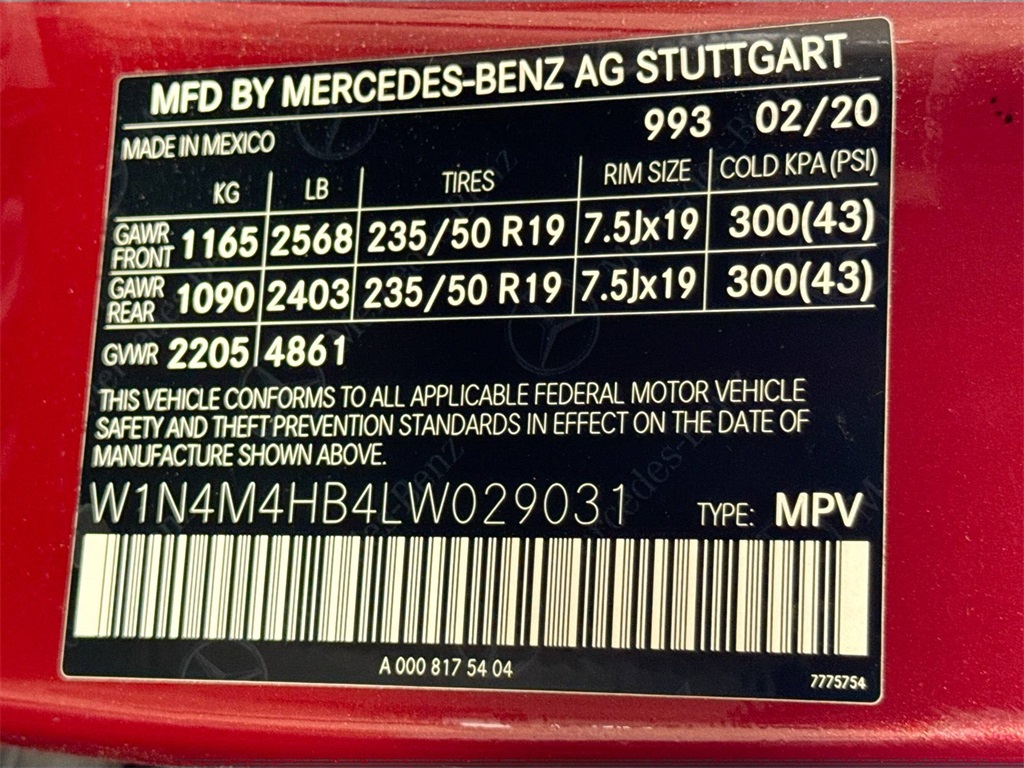 MFD BY MERCEDES-BENZ AG STUTTGART
MADE IN MEXICO 993 02/20
KG LB TIRES RIM SIZE COLD KPA (PSI)
GAWR FRONT 1165 2568 235/50 R19 7.5Jx19 300(43)
GAWR REAR 1090 2403 235/50 R19 7.5Jx19 300(43)
GVWR 2205 4861
THIS VEHICLE CONFORMS TO ALL APPLICABLE FEDERAL MOTOR VEHICLE
SAFETY AND THEFT PREVENTION STANDARDS IN EFFECT ON THE DATE OF
MANUFACTURE SHOWN ABOVE.
W1N4M4HB4LW029031 TYPE: MPV
A 000 817 54 04
7775754